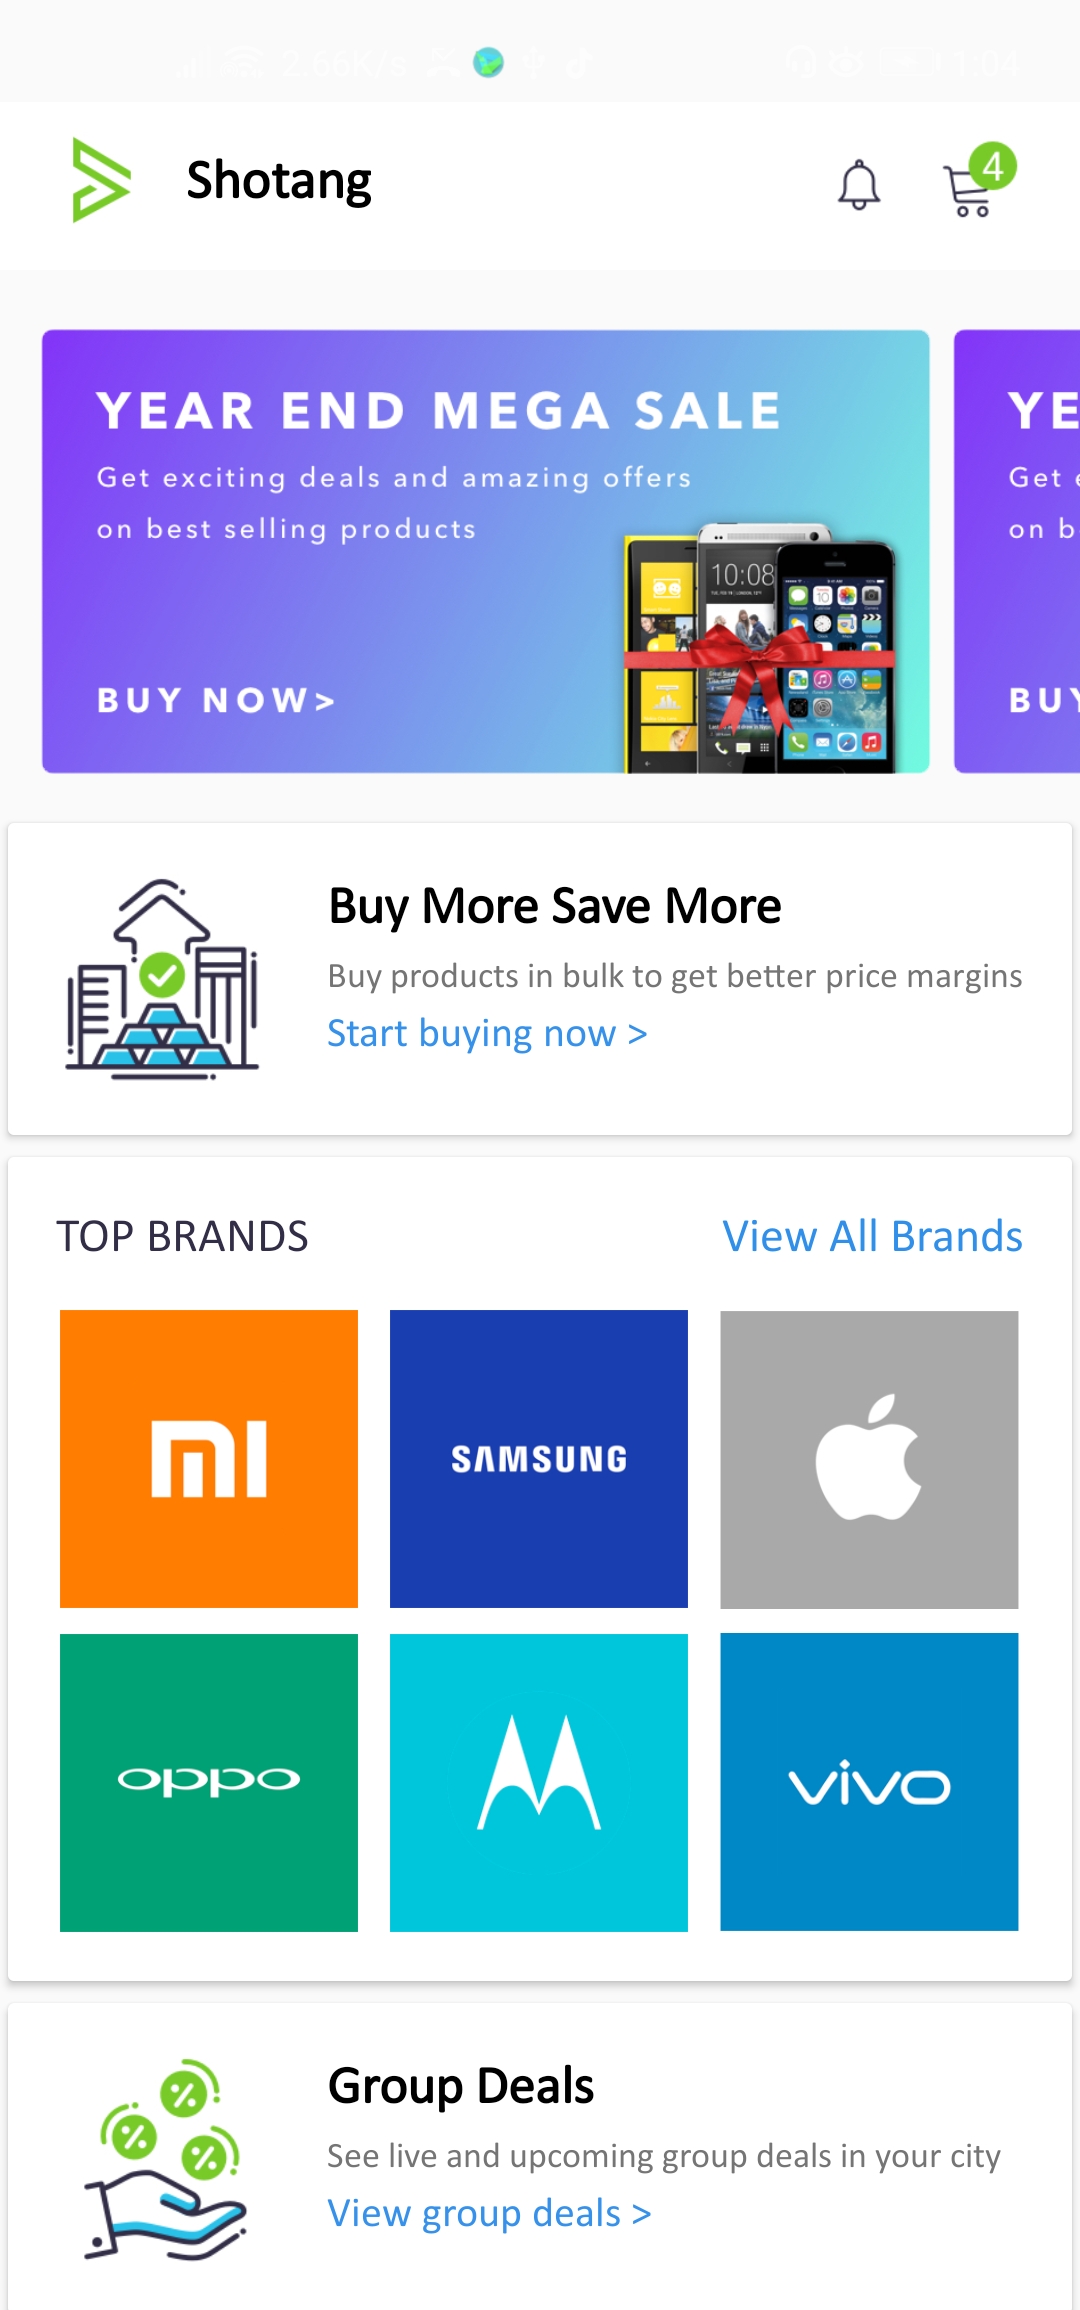 2.66K/s 1:04
Shotang
4
YEAR END MEGA SALE
Get exciting deals and amazing offers
on best selling products
10:08
BUY NOW>
YE
Get e
on b
BUY
Buy More Save More
Buy products in bulk to get better price margins
Start buying now >
TOP BRANDS
View All Brands
mi
SAMSUNG
oppo
vivo
Group Deals
See live and upcoming group deals in your city
View group deals >